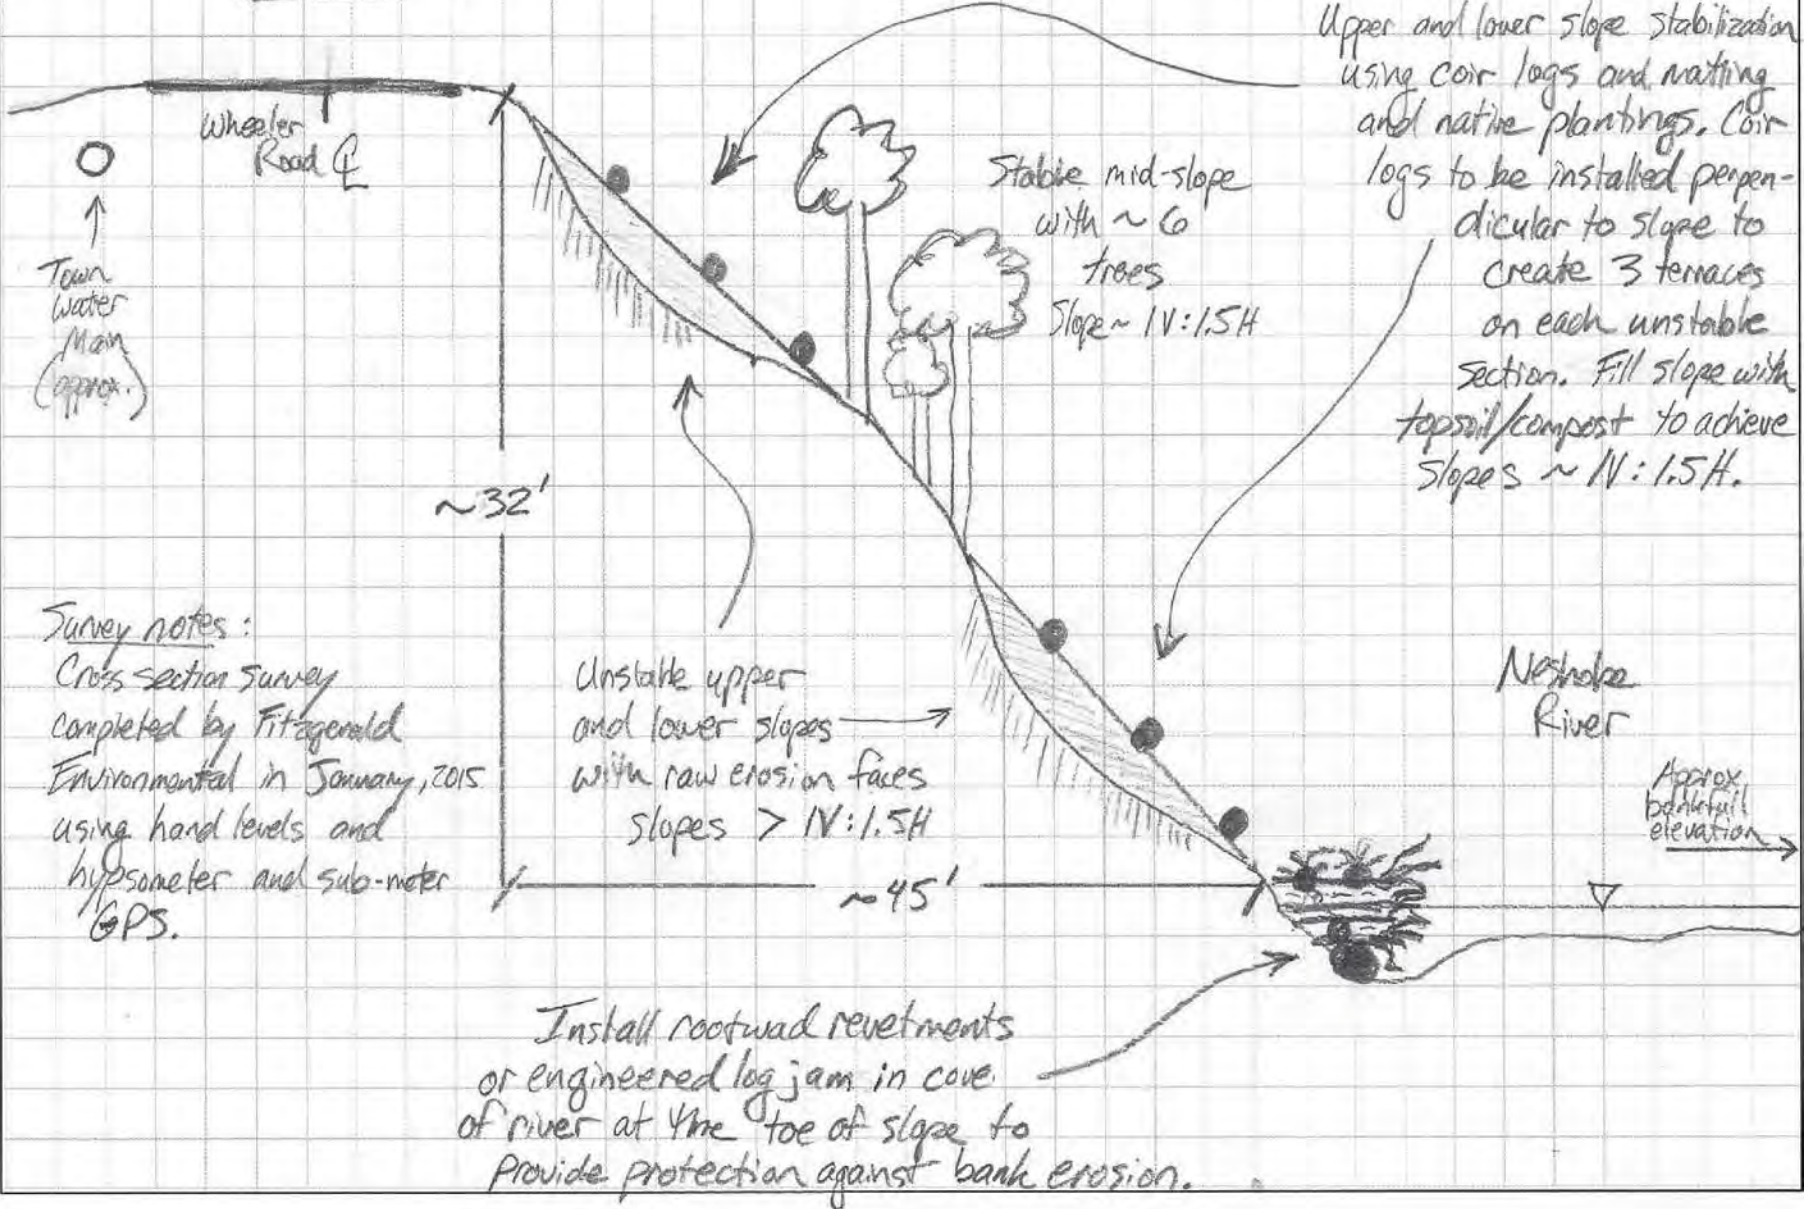 Upper and lower slope stabilization
using coir logs and matting
and native plantings. Coir
logs to be installed perpen-
dicular to slope to
create 3 terraces
on each unstable
section. Fill slope with
topsoil/compost to achieve
slopes ~ 1V:1.5H.
Wheeler
Road ℄
Town
Water
Main
(approx.)
Stable mid-slope
with ~6
trees
Slope ~ 1V:1.5H
~32'
Survey notes:
Cross section survey
completed by Fitzgerald
Environmental in January, 2015
using hand levels and
hypsometer and sub-meter
GPS.
Unstable upper
and lower slopes
with raw erosion faces
slopes > 1V:1.5H
Neshobe
River
Approx
bankfull
elevation
~45'
Install rootwad revetments
or engineered log jam in cove
of river at the toe of slope to
provide protection against bank erosion.